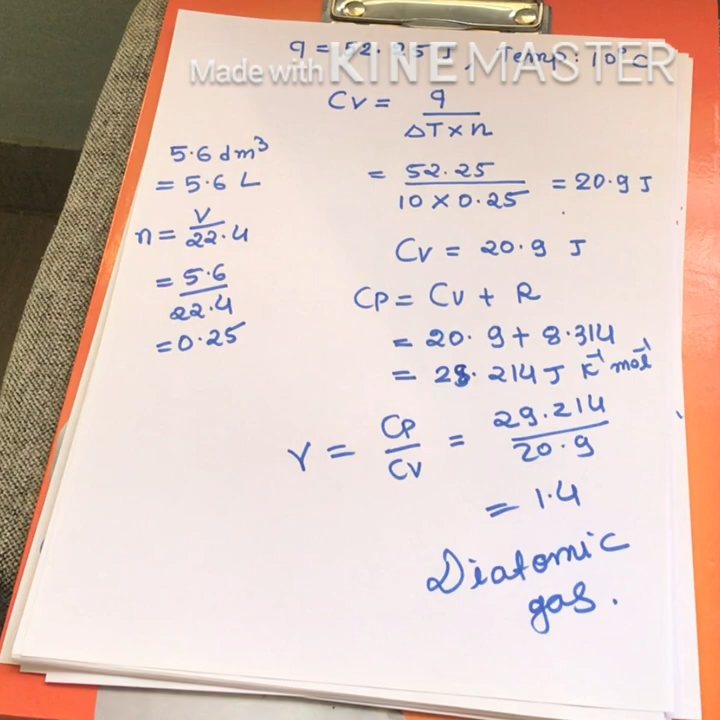 q = 52.25 J, Temp: 10°C
Made with KINEMASTER
Cv = q / ΔT × n
5.6 dm³
= 5.6 L
= 52.25 / 10 × 0.25 = 20.9 J
n = V / 22.4
Cv = 20.9 J
= 5.6 / 22.4
Cp = Cv + R
= 0.25
= 20.9 + 8.314
= 28.214 J K⁻¹ mol⁻¹
γ = Cp / Cv = 29.214 / 20.9
= 1.4
Diatomic
gas.